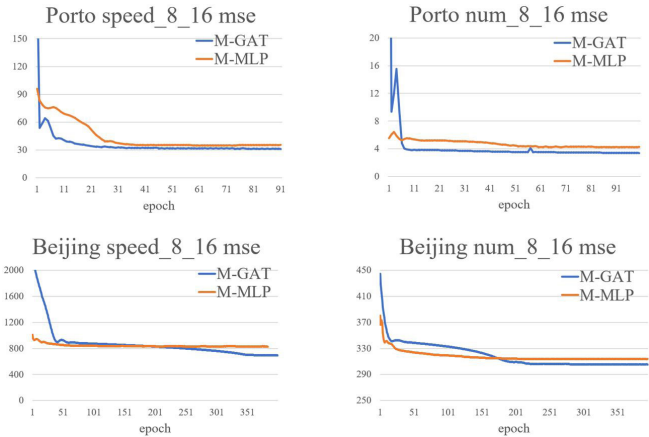 Porto speed_8_16 mse
150
120
90
60
30
0
M-GAT
M-MLP
1 11 21 31 41 51 61 71 81 91
epoch
Porto num_8_16 mse
20
16
12
8
4
0
M-GAT
M-MLP
1 11 21 31 41 51 61 71 81 91
epoch
Beijing speed_8_16 mse
2000
1600
1200
800
400
0
M-GAT
M-MLP
1 51 101 151 201 251 301 351
epoch
Beijing num_8_16 mse
450
410
370
330
290
250
M-GAT
M-MLP
1 51 101 151 201 251 301 351
epoch